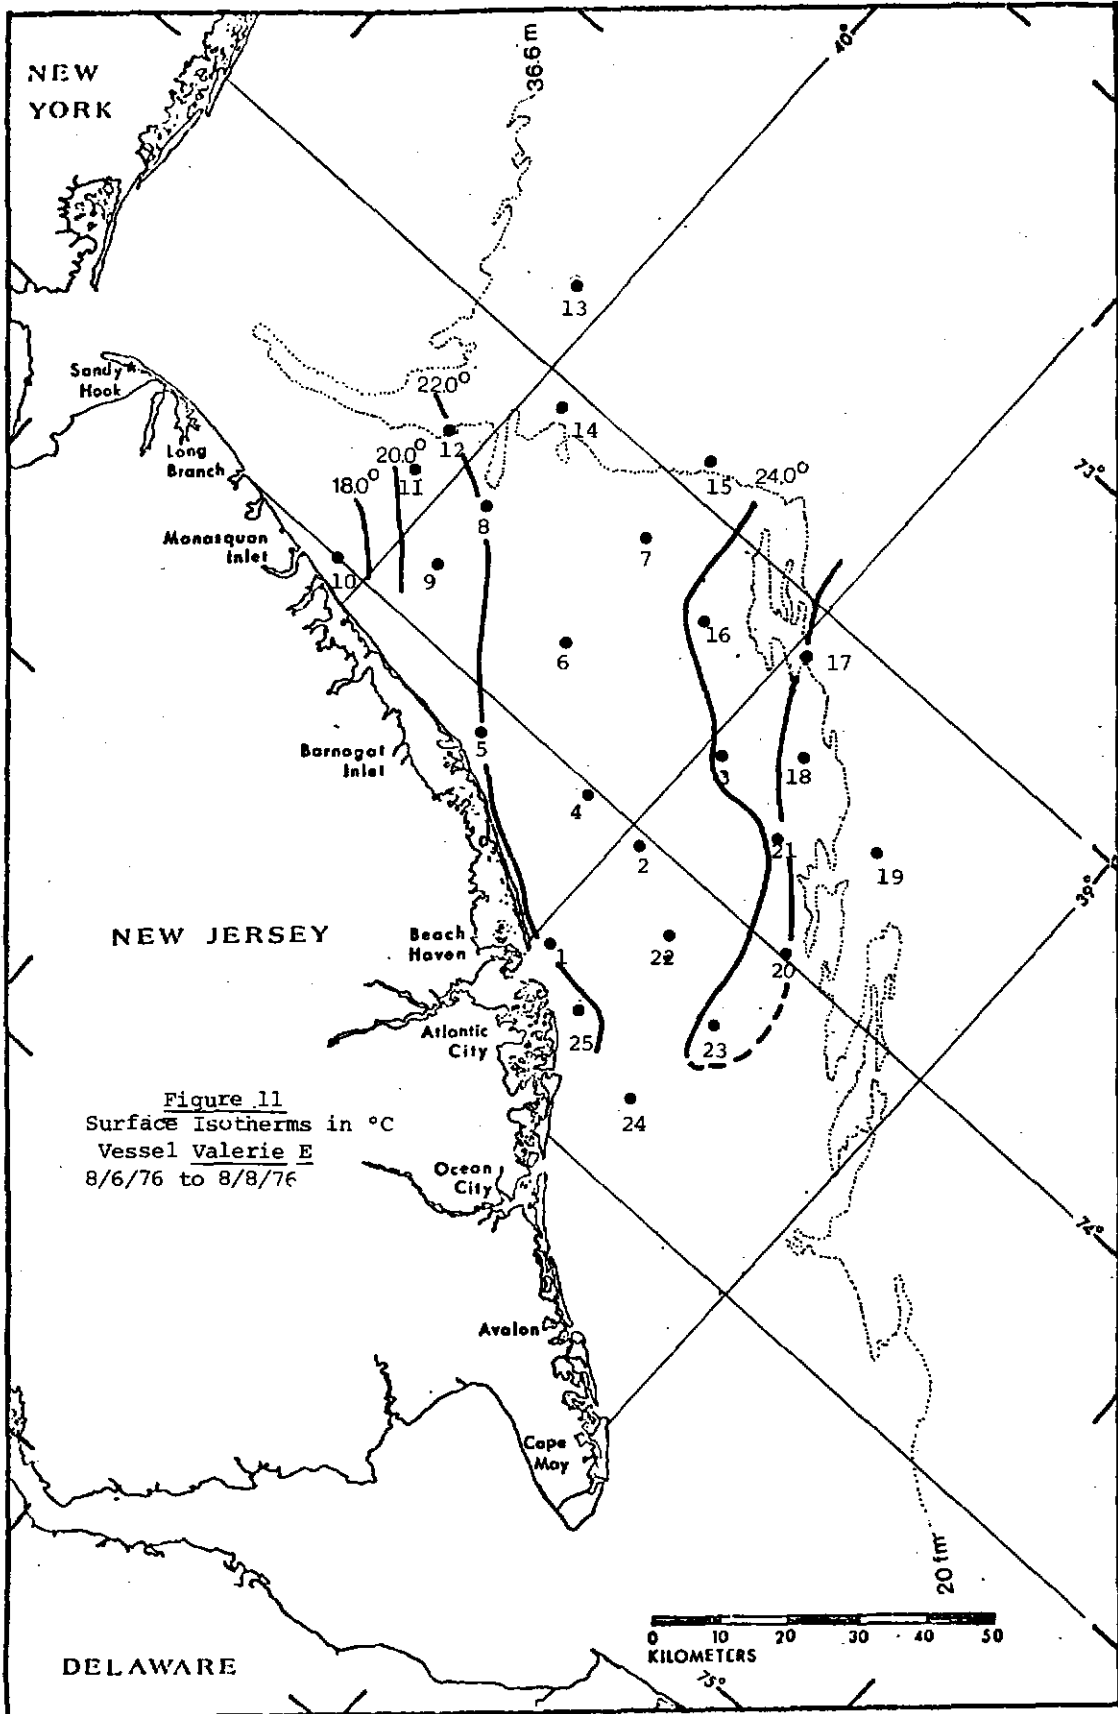 NEW
YORK
36.6 m
40°
13
Sandy
Hook
22.0°
14
12
Long
Branch
20.0°
11
18.0°
15
24.0°
73°
8
Manasquan
Inlet
10
9
7
16
6
17
Barnegat
Inlet
5
3
18
4
2
21
19
39°
NEW JERSEY
Beach
Haven
1
22
20
Atlantic
City
25
23
24
Figure 11
Surface Isotherms in °C
Vessel Valerie E
8/6/76 to 8/8/76
Ocean
City
74°
Avalon
Cape
May
20 fm
0 10 20 30 40 50
KILOMETERS
DELAWARE
75°